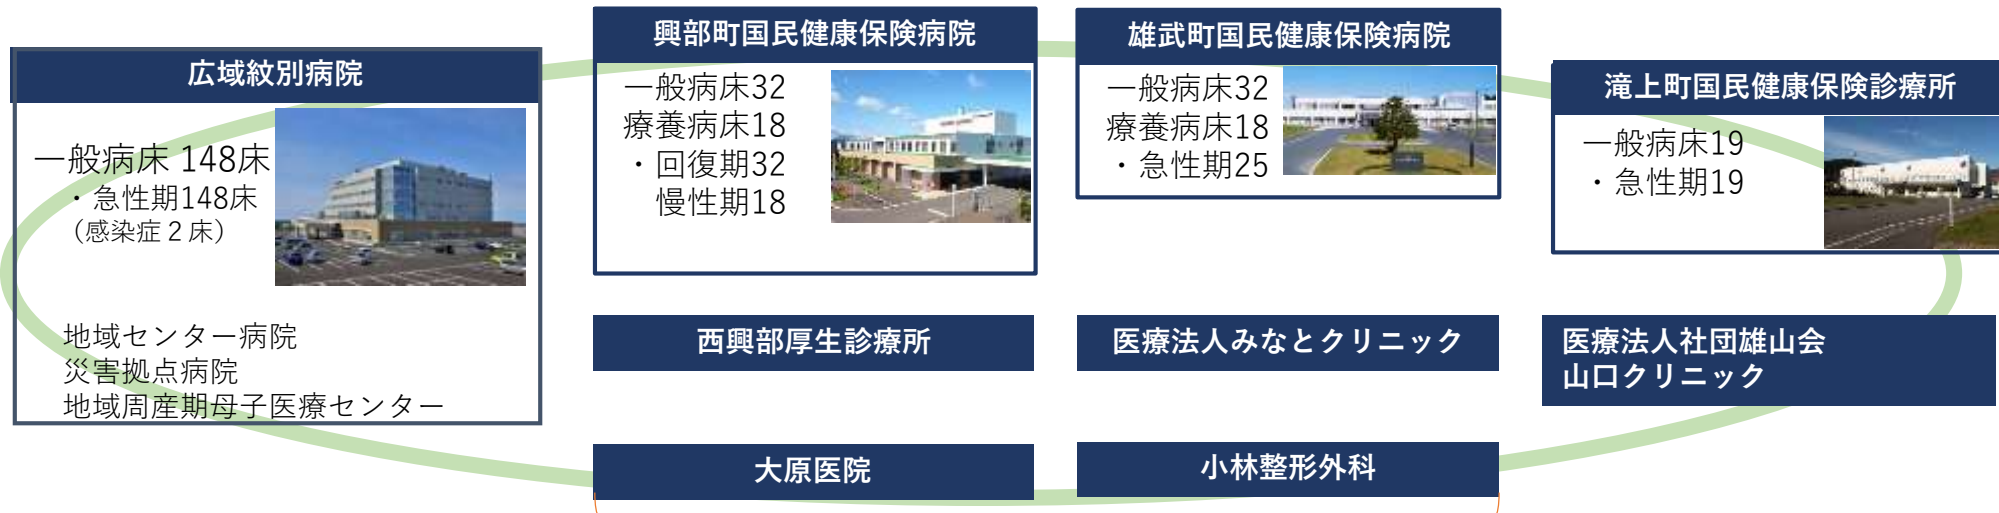 広域紋別病院
一般病床 148床
・急性期148床
（感染症２床）
地域センター病院
災害拠点病院
地域周産期母子医療センター
興部町国民健康保険病院
一般病床32
療養病床18
・回復期32
慢性期18
雄武町国民健康保険病院
一般病床32
療養病床18
・急性期25
滝上町国民健康保険診療所
一般病床19
・急性期19
西興部厚生診療所
医療法人みなとクリニック
医療法人社団雄山会
山口クリニック
大原医院
小林整形外科